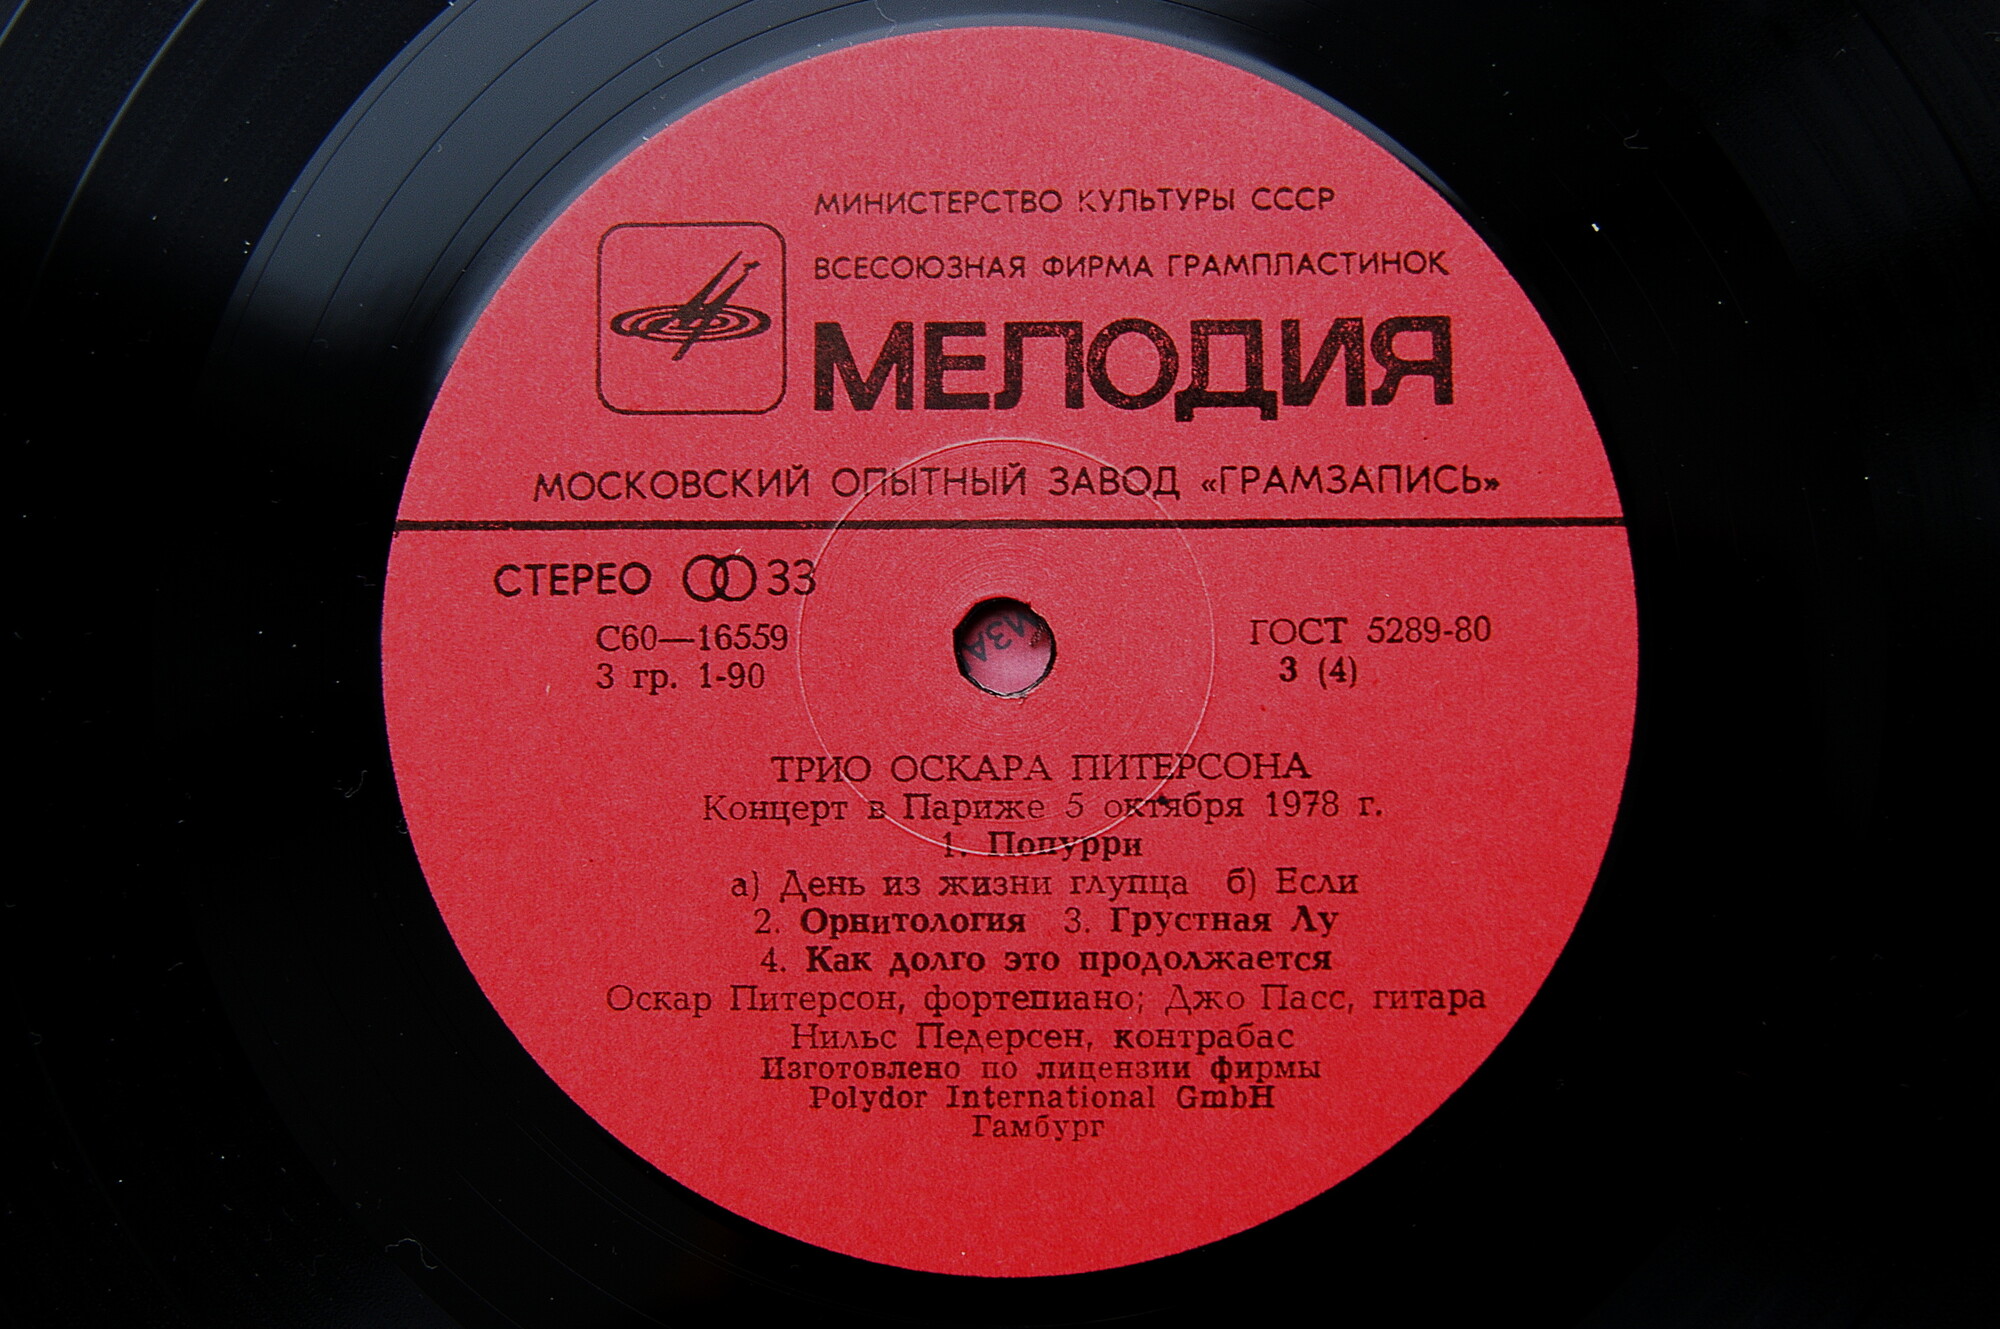 МИНИСТЕРСТВО КУЛЬТУРЫ СССР
ВСЕСОЮЗНАЯ ФИРМА ГРАМПЛАСТИНОК
МЕЛОДИЯ
МОСКОВСКИЙ ОПЫТНЫЙ ЗАВОД «ГРАМЗАПИСЬ»
СТЕРЕО 33
С60—16559
3 гр. 1-90
ГОСТ 5289-80
3 (4)
ТРИО ОСКАРА ПИТЕРСОНА
Концерт в Париже 5 октября 1978 г.
1. Попурри
а) День из жизни глупца б) Если
2. Орнитология 3. Грустная Лу
4. Как долго это продолжается
Оскар Питерсон, фортепиано; Джо Пасс, гитара
Нильс Педерсен, контрабас
Изготовлено по лицензии фирмы
Polydor International GmbH
Гамбург